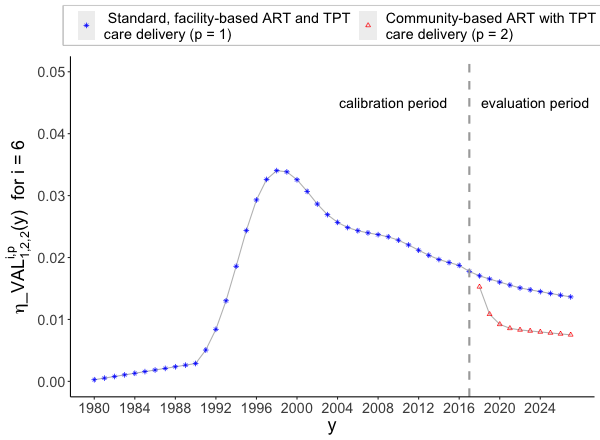 Standard, facility-based ART and TPT
care delivery (p = 1)
Community-based ART with TPT
care delivery (p = 2)
0.05
calibration period
evaluation period
0.04
0.03
0.02
0.01
0.00
η_VAL^{i,p}_{1,2,2}(y) for i = 6
1980 1984 1988 1992 1996 2000 2004 2008 2012 2016 2020 2024
y